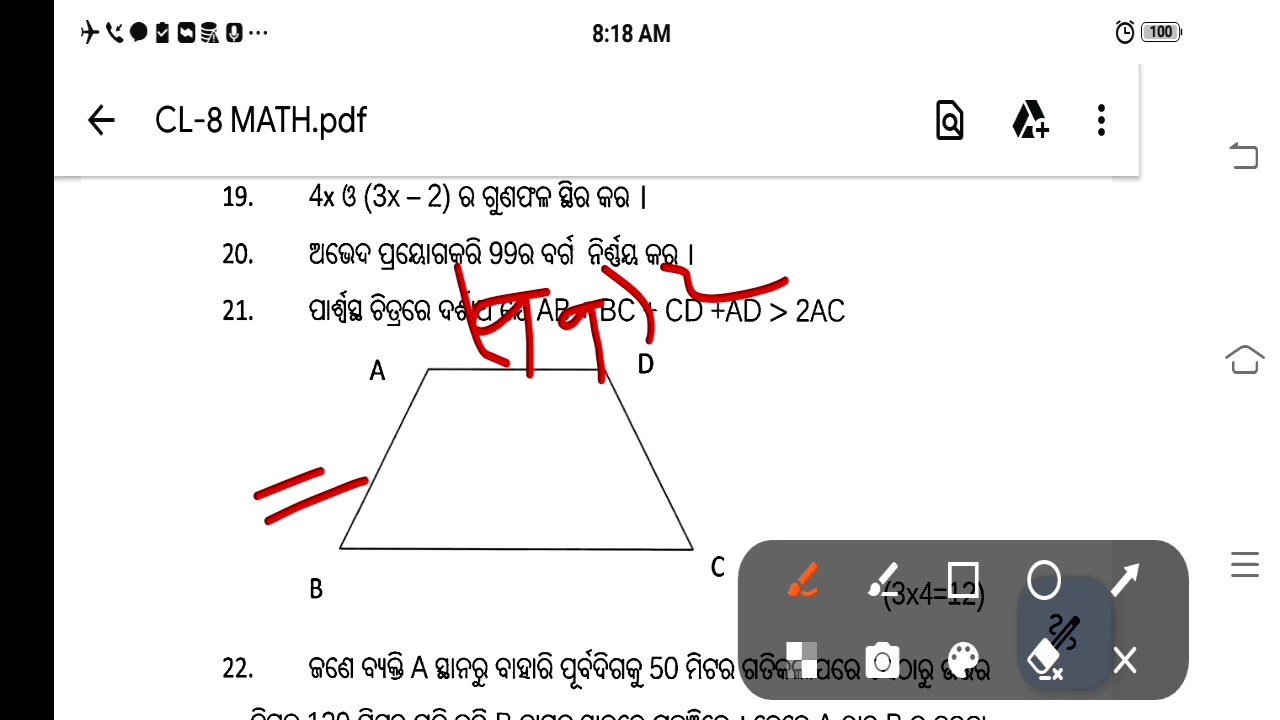 8:18 AM
100
CL-8 MATH.pdf
19. 4x ଓ (3x – 2) ର ଗୁଣଫଳ ସ୍ଥିର କର ।
20. ଅଭେଦ ପ୍ରୟୋଗକରି 99ର ବର୍ଗ ନିର୍ଣ୍ଣୟ କର ।
21. ପାର୍ଶ୍ୱସ୍ଥ ଚିତ୍ରରେ BC + CD +AD > 2AC
A D
B C
(3x4=12)
22. ଜଣେ ବ୍ୟକ୍ତି A ସ୍ଥାନରୁ ବାହାରି ପୂର୍ବଦିଗକୁ 50 ମିଟର